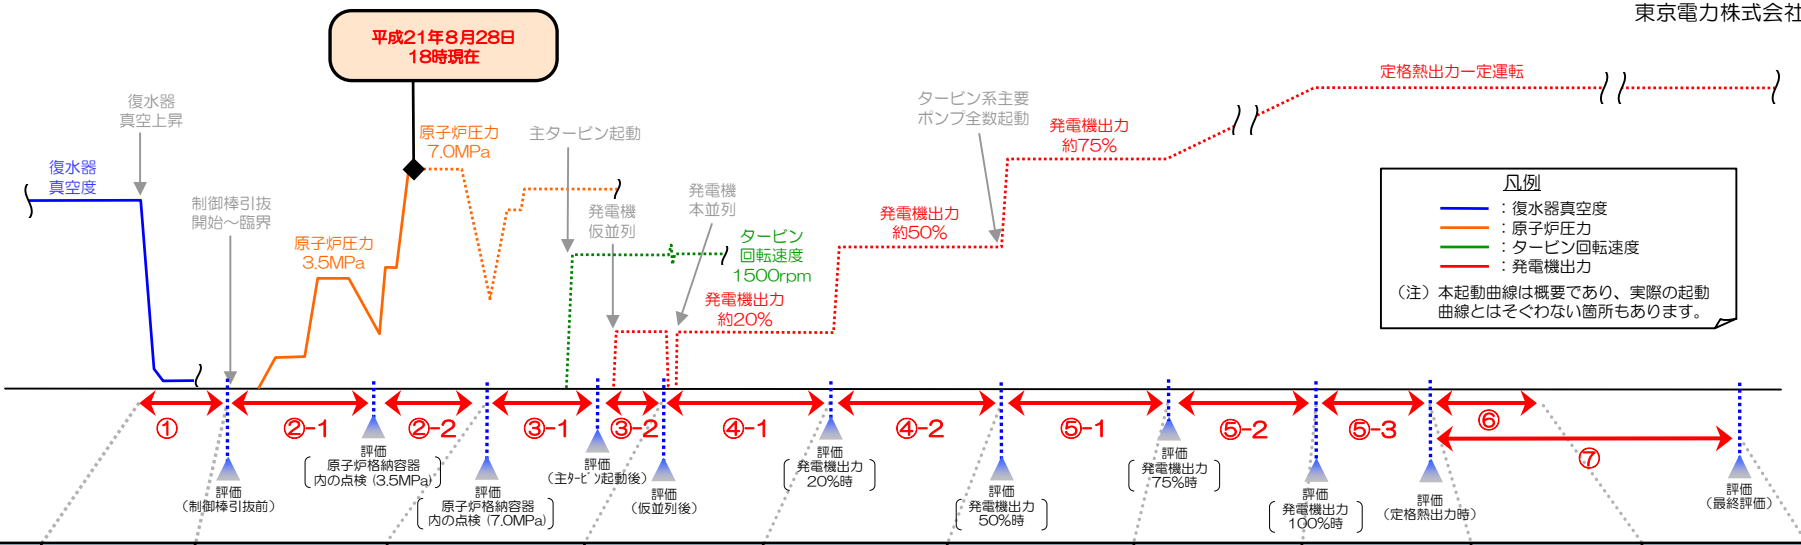 東京電力株式会社
平成21年8月28日
18時現在
復水器
真空上昇
復水器
真空度
制御棒引抜
開始～臨界
原子炉圧力
3.5MPa
原子炉圧力
7.0MPa
主タービン起動
発電機
仮並列
発電機
本並列
タービン
回転速度
1500rpm
発電機出力
約20%
発電機出力
約50%
タービン系主要
ポンプ全数起動
発電機出力
約75%
定格熱出力一定運転
凡例
：復水器真空度
：原子炉圧力
：タービン回転速度
：発電機出力
（注）本起動曲線は概要であり、実際の起動
曲線とはそぐわない箇所もあります。
①
②-1
②-2
③-1
③-2
④-1
④-2
⑤-1
⑤-2
⑤-3
⑥
⑦
評価
（制御棒引抜前）
評価
原子炉格納容器
内の点検（3.5MPa）
評価
原子炉格納容器
内の点検（7.0MPa）
評価
（主ﾀｰﾋﾞﾝ起動後）
評価
（仮並列後）
評価
発電機出力
20%時
評価
発電機出力
50%時
評価
発電機出力
75%時
評価
発電機出力
100%時
評価
（定格熱出力時）
評価
（最終評価）